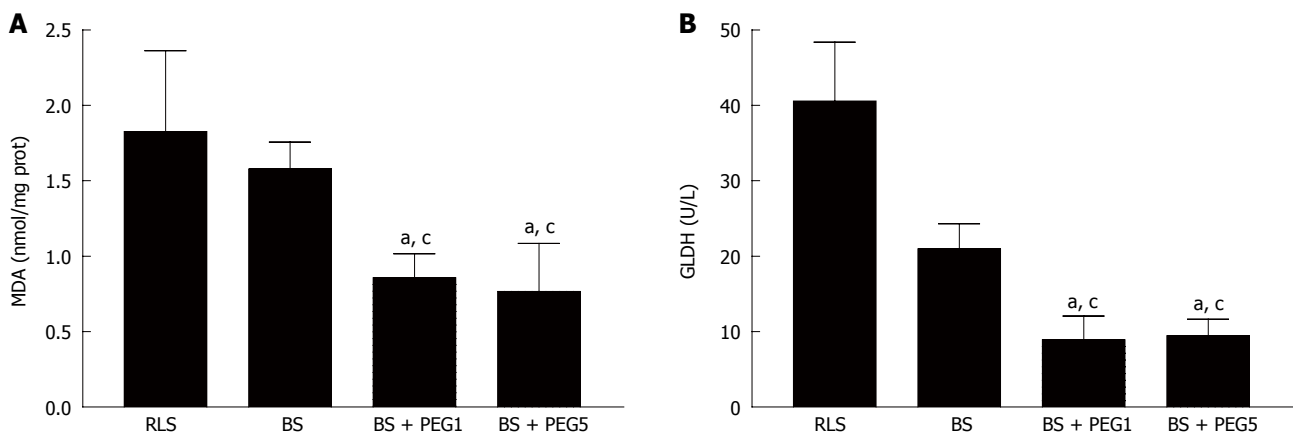 A
2.5
2.0
1.5
1.0
0.5
0.0
MDA (nmol/mg prot)
a, c
a, c
RLS
BS
BS + PEG1
BS + PEG5
B
50
40
30
20
10
0
GLDH (U/L)
a, c
a, c
RLS
BS
BS + PEG1
BS + PEG5